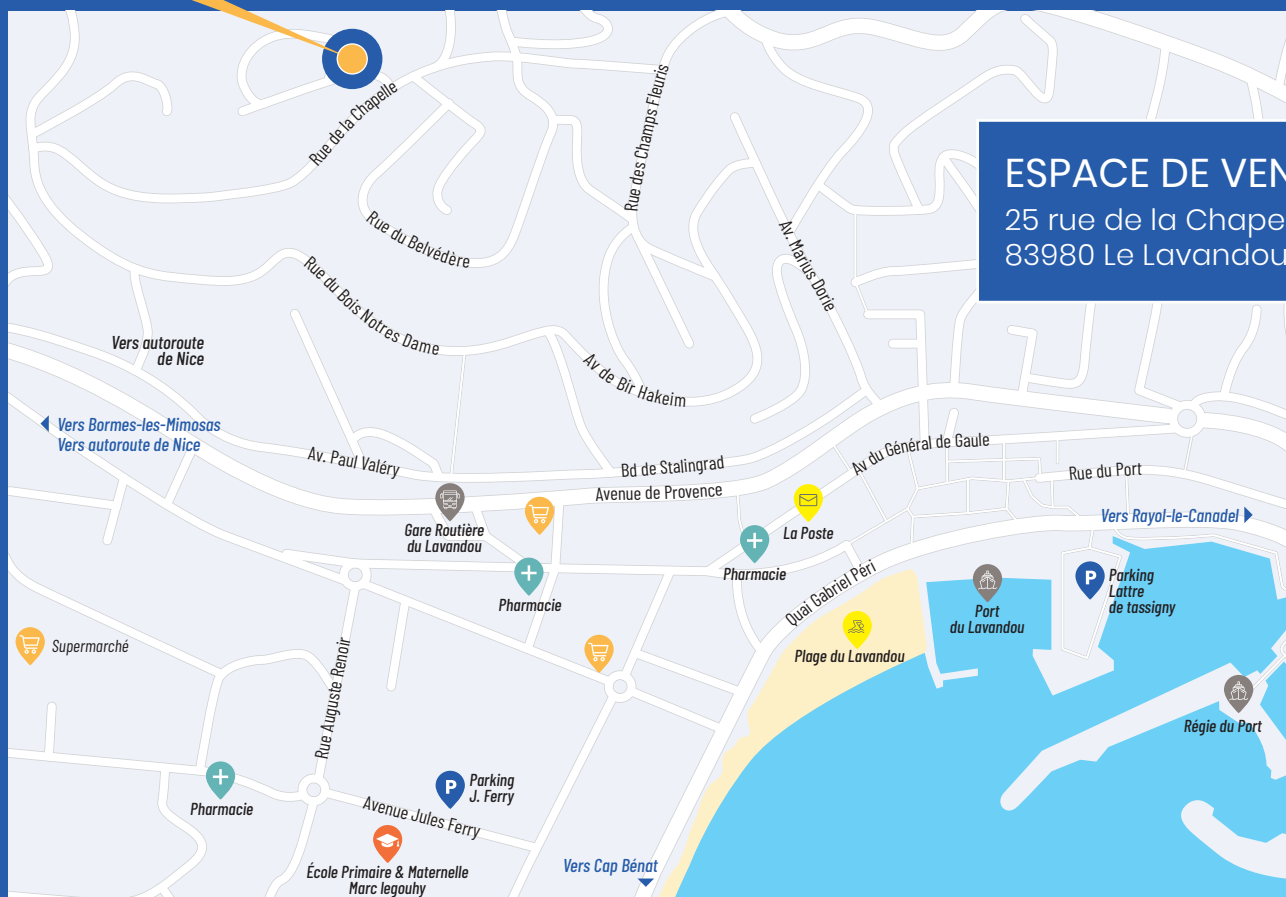 Rue de la Chapelle
Rue des Champs Fleuris
ESPACE DE VEN
25 rue de la Chape
83980 Le Lavandou
Rue du Belvédère
Av. Marius Dorie
Rue du Bois Notres Dame
Vers autoroute
de Nice
Av de Bir Hakeim
Vers Bormes-les-Mimosas
Vers autoroute de Nice
Av. Paul Valéry
Bd de Stalingrad
Av du Général de Gaule
Rue du Port
Avenue de Provence
Gare Routière
du Lavandou
La Poste
Vers Rayol-le-Canadel
Pharmacie
Pharmacie
Quai Gabriel Péri
P
Parking
Lattre
de tassigny
Port
du Lavandou
Supermarché
Plage du Lavandou
Rue Auguste Renoir
Régie du Port
Pharmacie
P
Parking
J. Ferry
Avenue Jules Ferry
École Primaire & Maternelle
Marc legouhy
Vers Cap Bénat